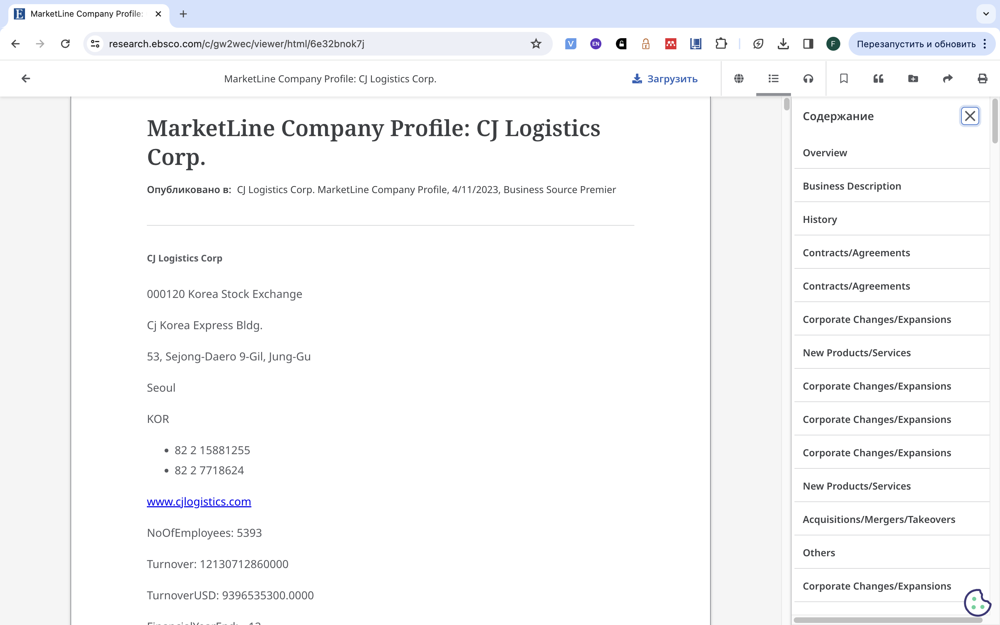 MarketLine Company Profile:
research.ebsco.com/c/gw2wec/viewer/html/6e32bnok7j
V
EN
F
Перезапустить и обновить
MarketLine Company Profile: CJ Logistics Corp.
Загрузить
MarketLine Company Profile: CJ Logistics
Corp.
Опубликовано в: CJ Logistics Corp. MarketLine Company Profile, 4/11/2023, Business Source Premier
CJ Logistics Corp
000120 Korea Stock Exchange
Cj Korea Express Bldg.
53, Sejong-Daero 9-Gil, Jung-Gu
Seoul
KOR
• 82 2 15881255
• 82 2 7718624
www.cjlogistics.com
NoOfEmployees: 5393
Turnover: 12130712860000
TurnoverUSD: 9396535300.0000
Содержание
Overview
Business Description
History
Contracts/Agreements
Contracts/Agreements
Corporate Changes/Expansions
New Products/Services
Corporate Changes/Expansions
Corporate Changes/Expansions
Corporate Changes/Expansions
New Products/Services
Acquisitions/Mergers/Takeovers
Others
Corporate Changes/Expansions